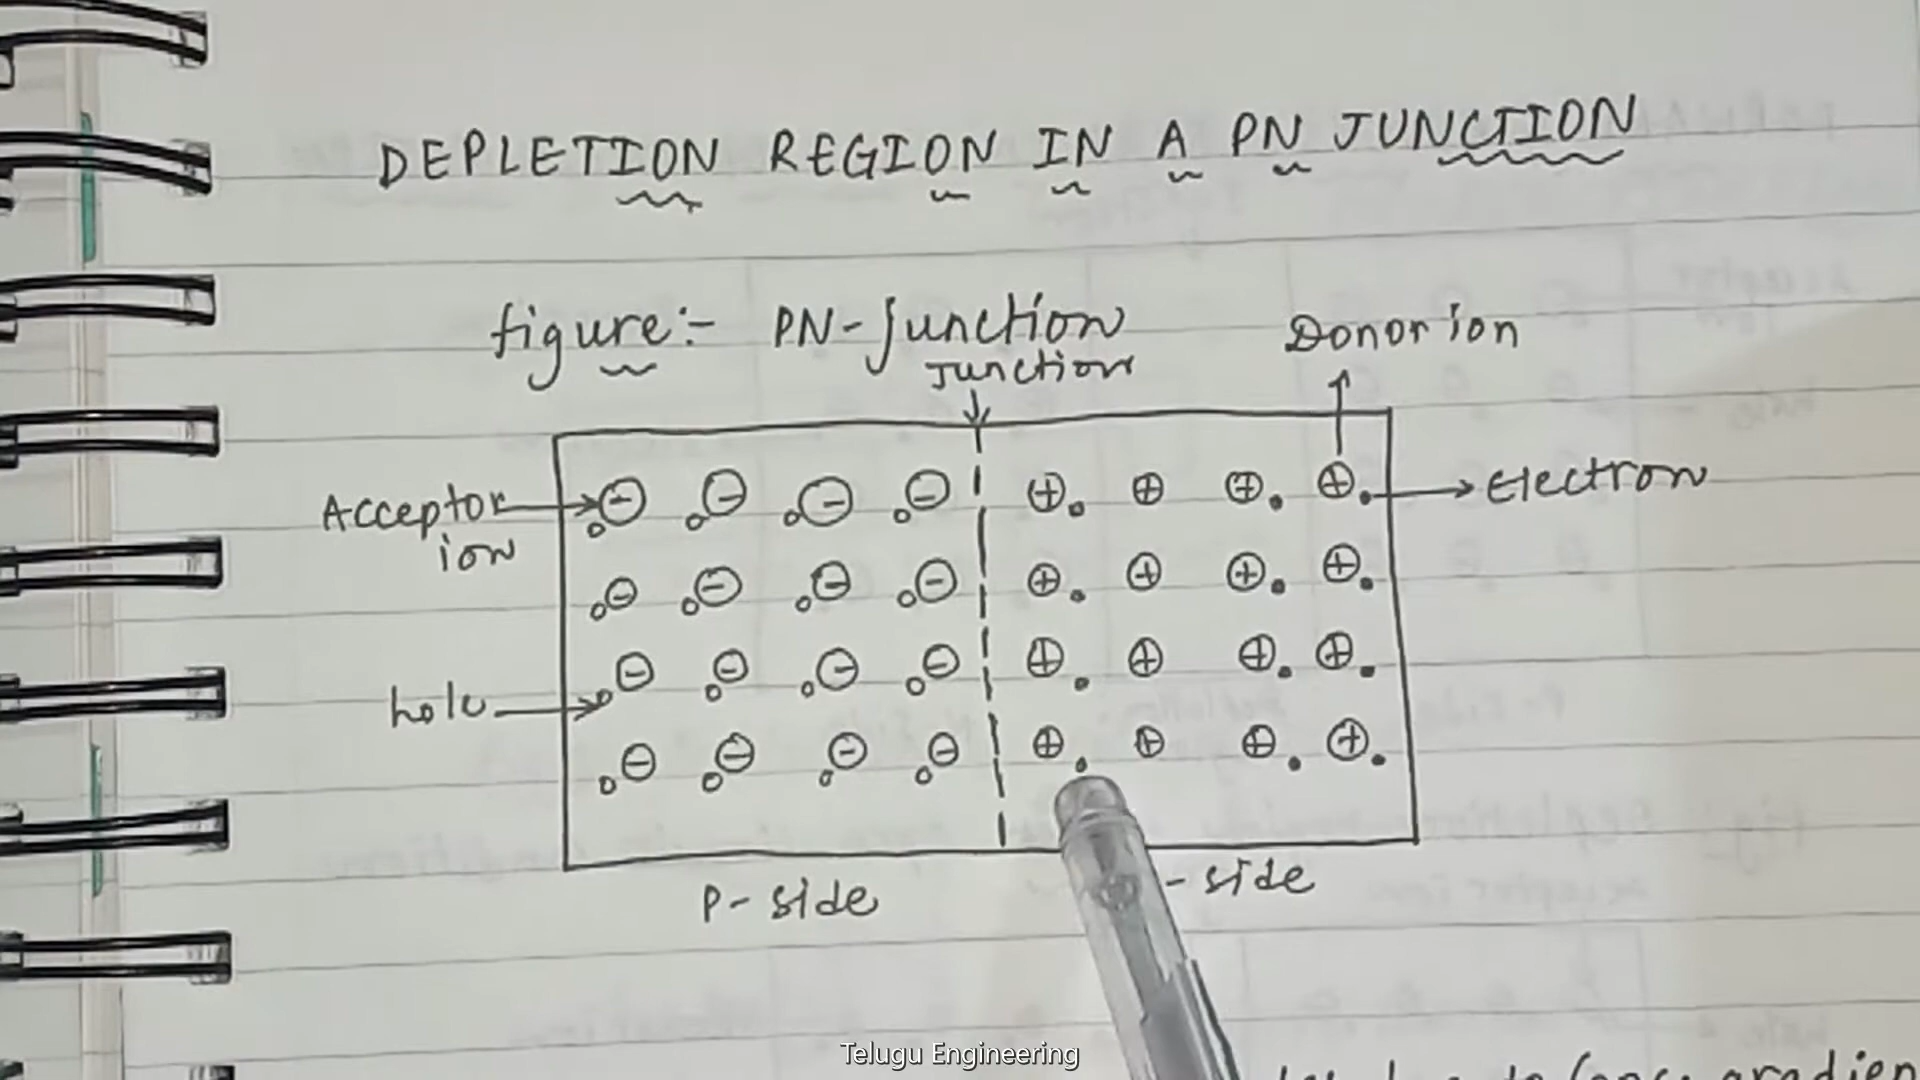 DEPLETION REGION IN A PN JUNCTION
figure:- PN-junction
Junction
Donor ion
Acceptor
ion
Electron
hole
P-side
-side
Telugu Engineering